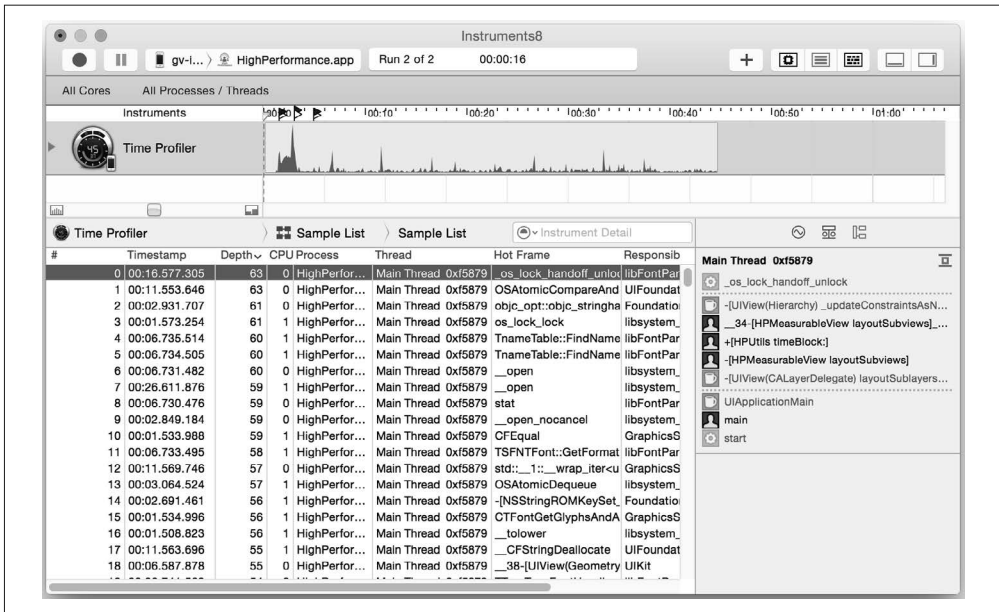 Instruments8
gv-i... 〉 HighPerformance.app
Run 2 of 2 00:00:16
All Cores All Processes / Threads
Instruments
00:10 00:20 00:30 00:40 00:50 01:00
Time Profiler
Time Profiler 〉 Sample List 〉 Sample List
Instrument Detail
# Timestamp Depth CPU Process Thread Hot Frame Responsib
0 00:16.577.305 63 0 HighPerfor... Main Thread 0xf5879 _os_lock_handoff_unloc libFontPar
1 00:11.553.646 63 0 HighPerfor... Main Thread 0xf5879 OSAtomicCompareAnd UIFoundat
2 00:02.931.707 61 0 HighPerfor... Main Thread 0xf5879 objc_opt::objc_stringha Foundatio
3 00:01.573.254 61 1 HighPerfor... Main Thread 0xf5879 os_lock_lock libsystem_
4 00:06.735.514 60 1 HighPerfor... Main Thread 0xf5879 TnameTable::FindName libFontPar
5 00:06.734.505 60 1 HighPerfor... Main Thread 0xf5879 TnameTable::FindName libFontPar
6 00:06.731.482 60 0 HighPerfor... Main Thread 0xf5879 __open libsystem_
7 00:26.611.876 59 1 HighPerfor... Main Thread 0xf5879 __open libsystem_
8 00:06.730.476 59 0 HighPerfor... Main Thread 0xf5879 stat libFontPar
9 00:02.849.184 59 0 HighPerfor... Main Thread 0xf5879 __open_nocancel libsystem_
10 00:01.533.988 59 1 HighPerfor... Main Thread 0xf5879 CFEqual GraphicsS
11 00:06.733.495 58 1 HighPerfor... Main Thread 0xf5879 TSFNTFont::GetFormat libFontPar
12 00:11.569.746 57 0 HighPerfor... Main Thread 0xf5879 std::__1::__wrap_iter<u GraphicsS
13 00:03.064.524 57 1 HighPerfor... Main Thread 0xf5879 OSAtomicDequeue libsystem_
14 00:02.691.461 56 1 HighPerfor... Main Thread 0xf5879 -[NSStringROMKeySet_ Foundatio
15 00:01.534.996 56 1 HighPerfor... Main Thread 0xf5879 CTFontGetGlyphsAndA GraphicsS
16 00:01.508.823 56 1 HighPerfor... Main Thread 0xf5879 __tolower libsystem_
17 00:11.563.696 55 1 HighPerfor... Main Thread 0xf5879 __CFStringDeallocate UIFoundat
18 00:06.587.878 55 0 HighPerfor... Main Thread 0xf5879 __38-[UIView(Geometry UIKit
Main Thread 0xf5879
_os_lock_handoff_unlock
-[UIView(Hierarchy) _updateConstraintsAsN...
__34-[HPMeasurableView layoutSubviews]_...
+[HPUtils timeBlock:]
-[HPMeasurableView layoutSubviews]
-[UIView(CALayerDelegate) layoutSublayers...
UIApplicationMain
main
start